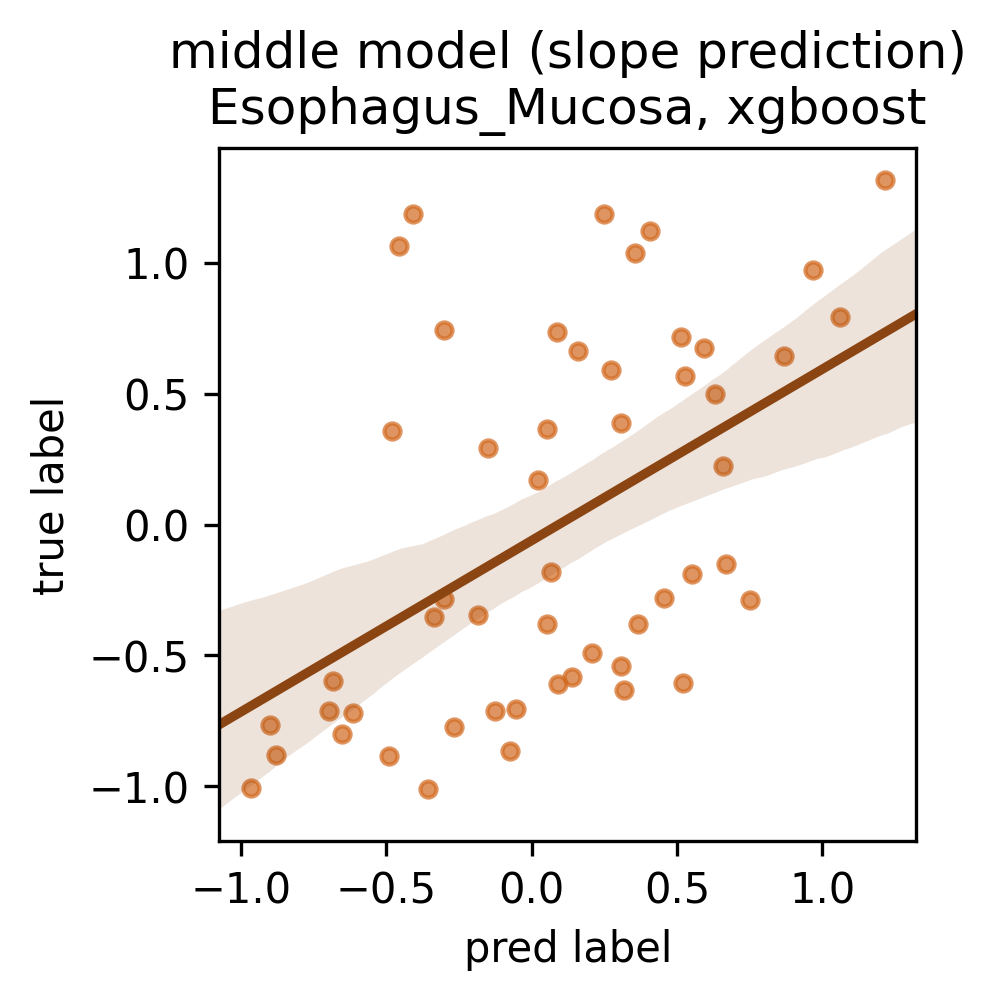 middle model (slope prediction)
Esophagus_Mucosa, xgboost
1.0
0.5
0.0
−0.5
−1.0
true label
−1.0 −0.5 0.0 0.5 1.0
pred label